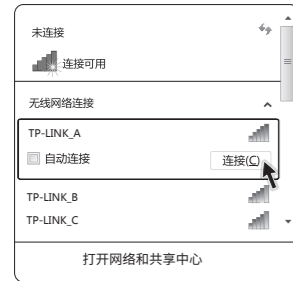 未连接
连接可用
无线网络连接
TP-LINK_A
自动连接
连接(C)
TP-LINK_B
TP-LINK_C
打开网络和共享中心